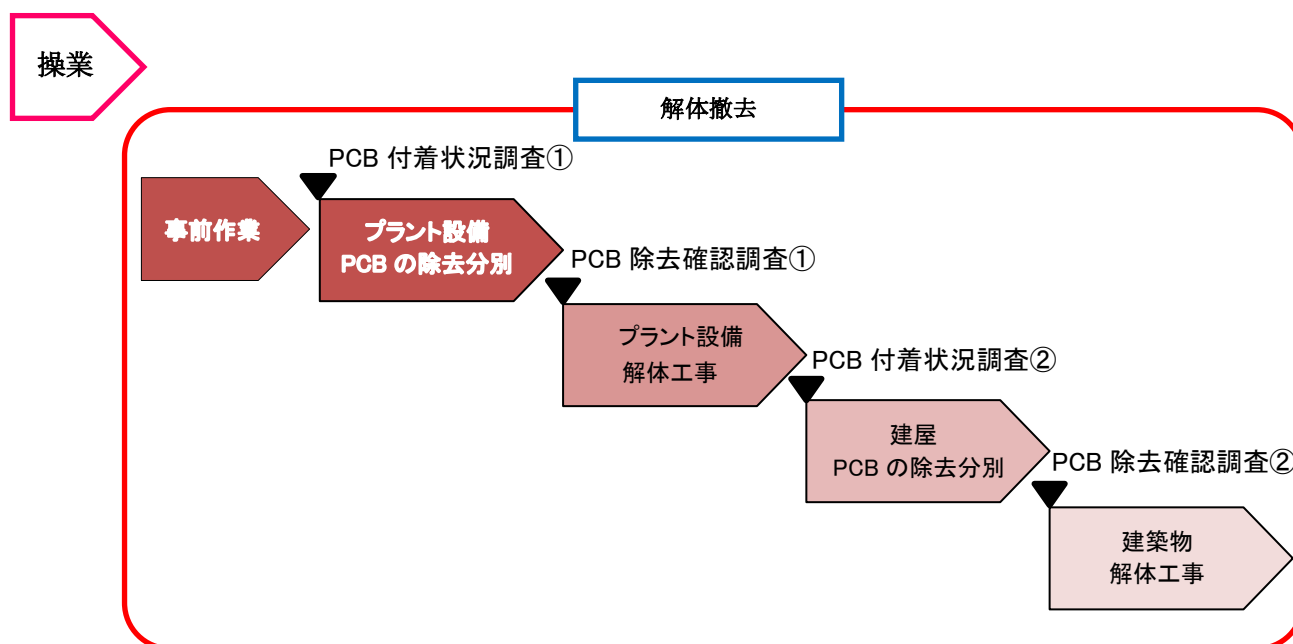 操業
解体撤去
PCB 付着状況調査①
事前作業
プラント設備
PCB の除去分別
PCB 除去確認調査①
プラント設備
解体工事
PCB 付着状況調査②
建屋
PCB の除去分別
PCB 除去確認調査②
建築物
解体工事